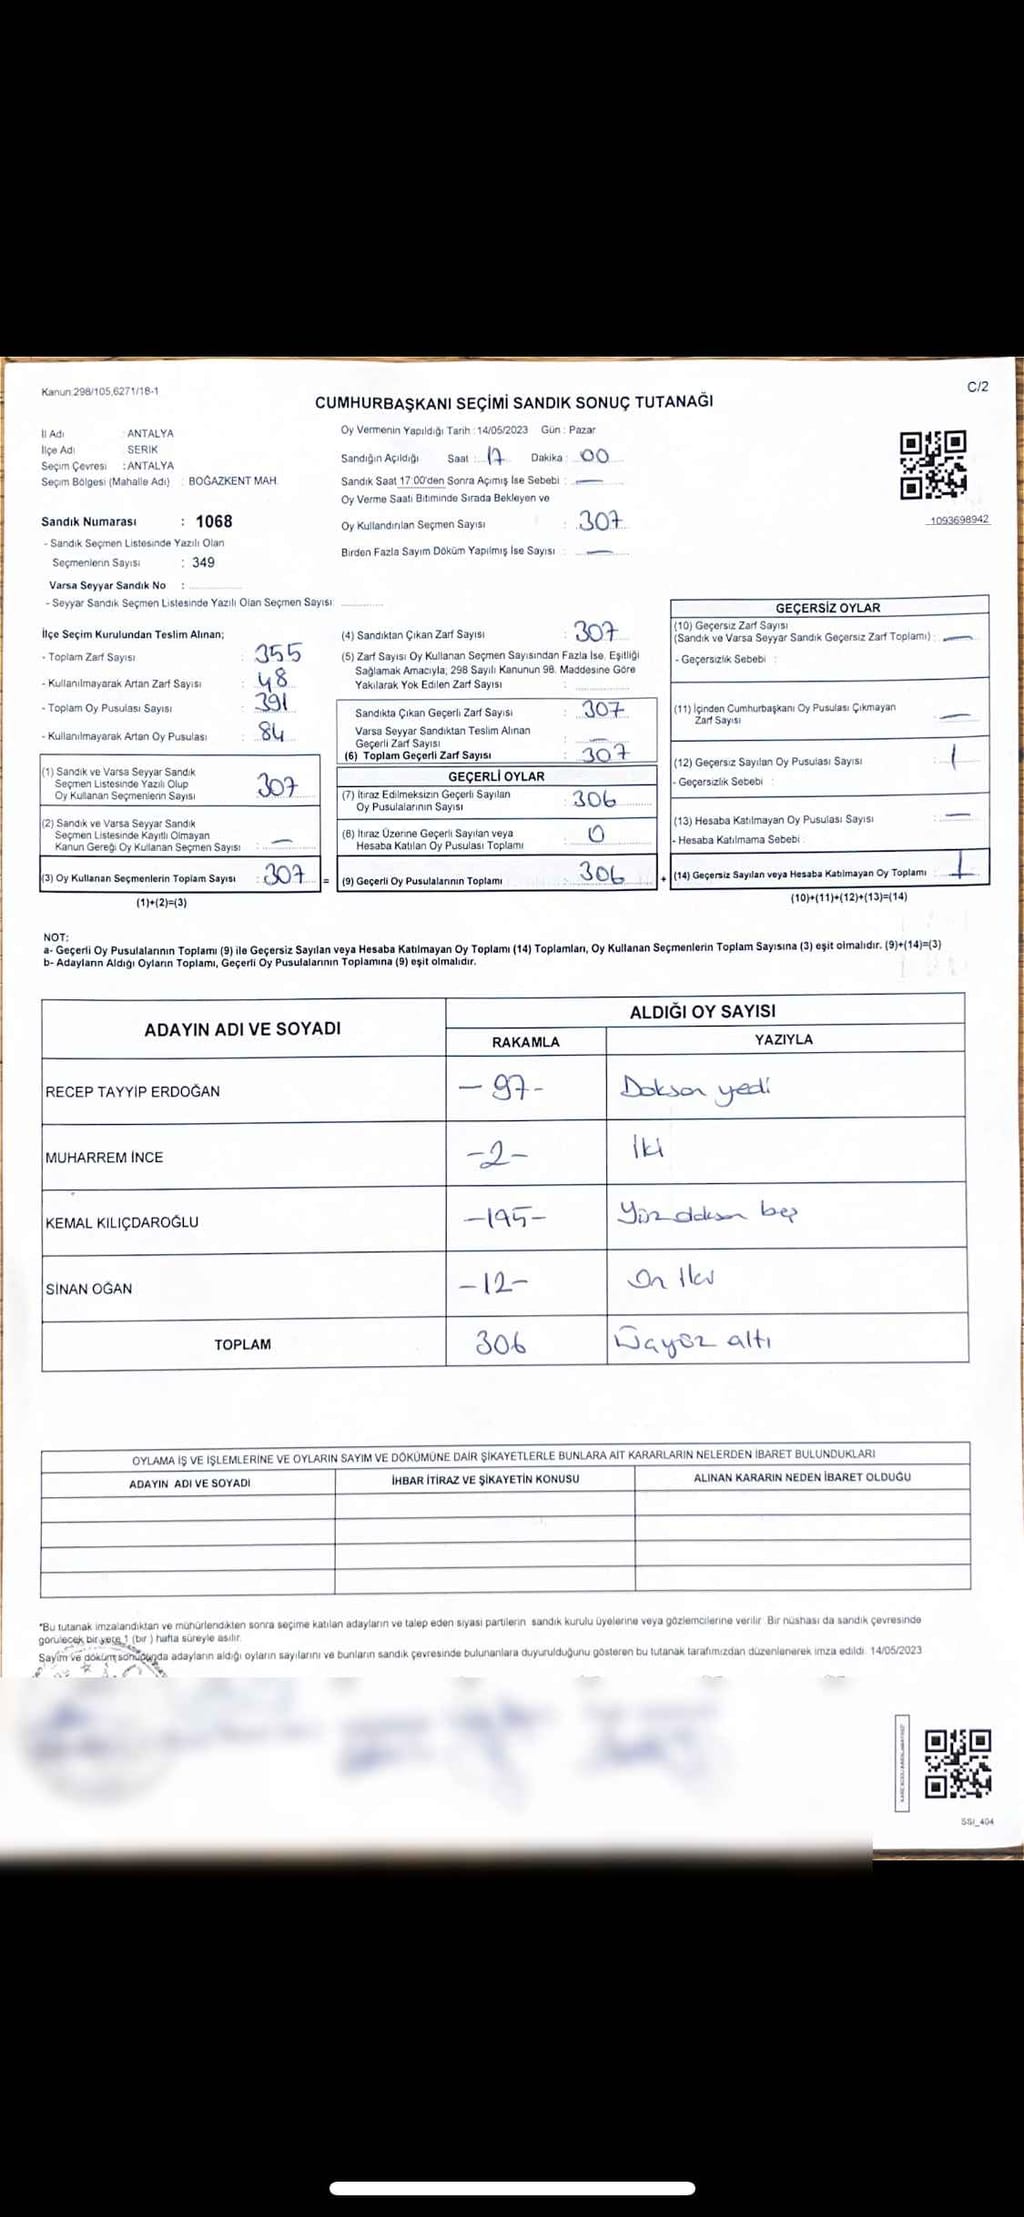 Kanun.298/105,6271/18-1
C/2
CUMHURBAŞKANI SEÇİMİ SANDIK SONUÇ TUTANAĞI
İl Adı : ANTALYA
İlçe Adı : SERİK
Seçim Çevresi : ANTALYA
Seçim Bölgesi (Mahalle Adı) : BOĞAZKENT MAH.
Sandık Numarası : 1068
- Sandık Seçmen Listesinde Yazılı Olan
Seçmenlerin Sayısı : 349
Varsa Seyyar Sandık No :
- Seyyar Sandık Seçmen Listesinde Yazılı Olan Seçmen Sayısı
Oy Vermenin Yapıldığı Tarih : 14/05/2023 Gün : Pazar
Sandığın Açıldığı Saat : 17 Dakika : 00
Sandık Saat 17:00'den Sonra Açımış İse Sebebi : —
Oy Verme Saati Bitiminde Sırada Bekleyen ve
Oy Kullandırılan Seçmen Sayısı : 307
Birden Fazla Sayım Döküm Yapılmış İse Sayısı : —
1093698942
İlçe Seçim Kurulundan Teslim Alınan;
- Toplam Zarf Sayısı : 355
- Kullanılmayarak Artan Zarf Sayısı : 48
- Toplam Oy Pusulası Sayısı : 391
- Kullanılmayarak Artan Oy Pusulası : 84
(1) Sandık ve Varsa Seyyar Sandık
Seçmen Listesinde Yazılı Olup
Oy Kullanan Seçmenlerin Sayısı : 307
(2) Sandık ve Varsa Seyyar Sandık
Seçmen Listesinde Kayıtlı Olmayan
Kanun Gereği Oy Kullanan Seçmen Sayısı : —
(3) Oy Kullanan Seçmenlerin Toplam Sayısı : 307 =
(1)+(2)=(3)
(4) Sandıktan Çıkan Zarf Sayısı : 307
(5) Zarf Sayısı Oy Kullanan Seçmen Sayısından Fazla İse, Eşitliği
Sağlamak Amacıyla, 298 Sayılı Kanunun 98. Maddesine Göre
Yakılarak Yok Edilen Zarf Sayısı :
Sandıkta Çıkan Geçerli Zarf Sayısı : 307
Varsa Seyyar Sandıktan Teslim Alınan
Geçerli Zarf Sayısı : —
(6) Toplam Geçerli Zarf Sayısı : 307
GEÇERLİ OYLAR
(7) İtiraz Edilmeksizin Geçerli Sayılan
Oy Pusulalarının Sayısı : 306
(8) İtiraz Üzerine Geçerli Sayılan veya
Hesaba Katılan Oy Pusulası Toplamı : 0
(9) Geçerli Oy Pusulalarının Toplamı : 306 +
GEÇERSİZ OYLAR
(10) Geçersiz Zarf Sayısı
(Sandık ve Varsa Seyyar Sandık Geçersiz Zarf Toplamı) : —
- Geçersizlik Sebebi :
(11) İçinden Cumhurbaşkanı Oy Pusulası Çıkmayan
Zarf Sayısı : —
(12) Geçersiz Sayılan Oy Pusulası Sayısı : 1
- Geçersizlik Sebebi :
(13) Hesaba Katılmayan Oy Pusulası Sayısı : —
- Hesaba Katılmama Sebebi :
(14) Geçersiz Sayılan veya Hesaba Katılmayan Oy Toplamı : 1
(10)+(11)+(12)+(13)=(14)
NOT:
a- Geçerli Oy Pusulalarının Toplamı (9) ile Geçersiz Sayılan veya Hesaba Katılmayan Oy Toplamı (14) Toplamları, Oy Kullanan Seçmenlerin Toplam Sayısına (3) eşit olmalıdır. (9)+(14)=(3)
b- Adayların Aldığı Oyların Toplamı, Geçerli Oy Pusulalarının Toplamına (9) eşit olmalıdır.
ADAYIN ADI VE SOYADI
ALDIĞI OY SAYISI
RAKAMLA YAZIYLA
RECEP TAYYİP ERDOĞAN -97- Doksan yedi
MUHARREM İNCE -2- İki
KEMAL KILIÇDAROĞLU -195- Yüz doksan beş
SİNAN OĞAN -12- On iki
TOPLAM 306 Üçyüz altı
OYLAMA İŞ VE İŞLEMLERİNE VE OYLARIN SAYIM VE DÖKÜMÜNE DAİR ŞİKAYETLERLE BUNLARA AİT KARARLARIN NELERDEN İBARET BULUNDUKLARI
ADAYIN ADI VE SOYADI İHBAR İTİRAZ VE ŞİKAYETİN KONUSU ALINAN KARARIN NEDEN İBARET OLDUĞU
*Bu tutanak imzalandıktan ve mühürlendikten sonra seçime katılan adayların ve talep eden siyasi partilerin sandık kurulu üyelerine veya gözlemcilerine verilir. Bir nüshası da sandık çevresinde
görülecek bir yere 1 (bir ) hafta süreyle asılır.
Sayım ve döküm sonucunda adayların aldığı oyların sayılarını ve bunların sandık çevresinde bulunanlara duyurulduğunu gösteren bu tutanak tarafımızdan düzenlenerek imza edildi. 14/05/2023
SSI_404